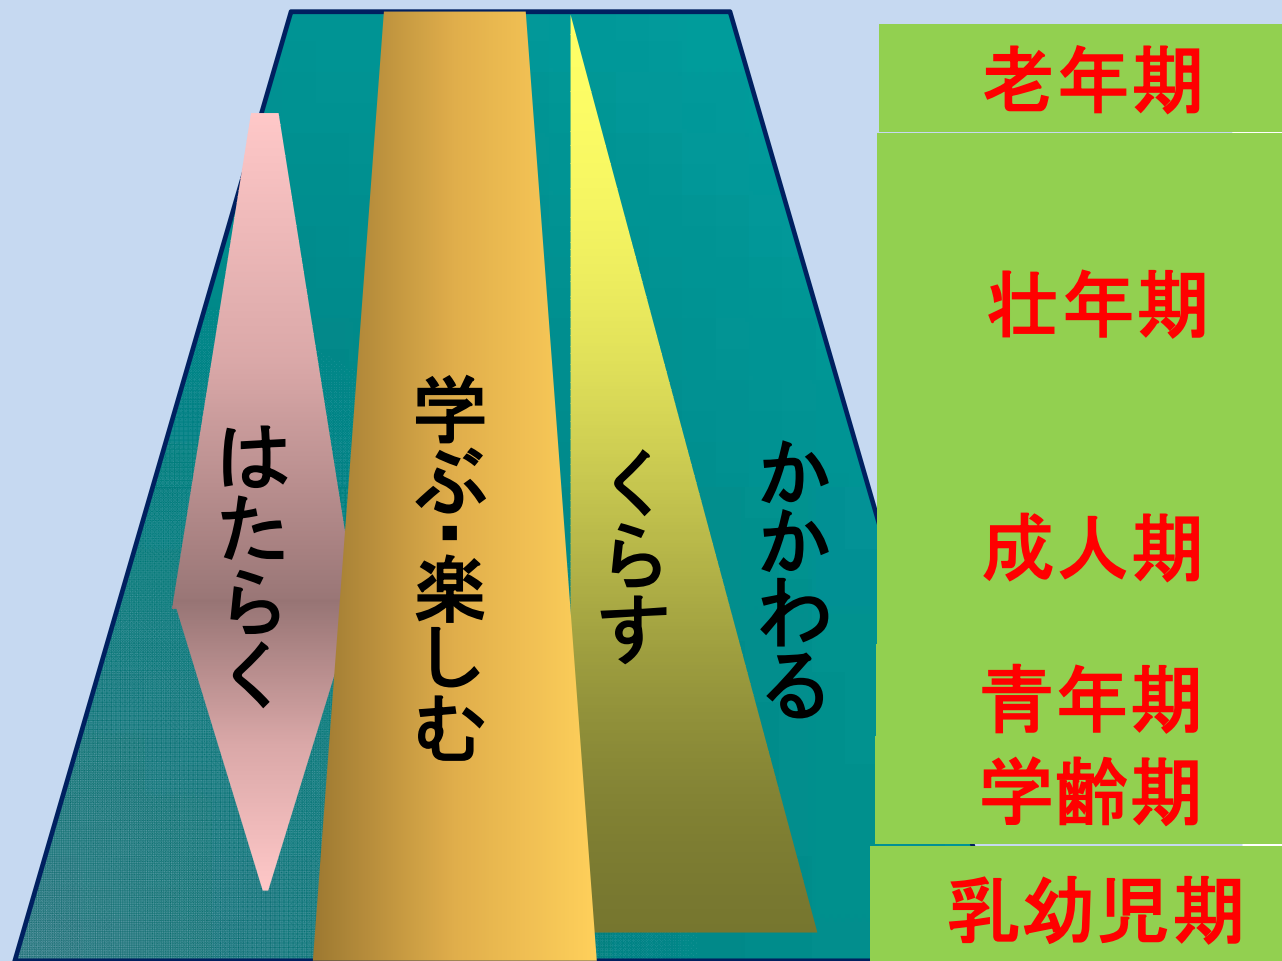 はたらく
学ぶ・楽しむ
くらす
かかわる
老年期
壮年期
成人期
青年期
学齢期
乳幼児期